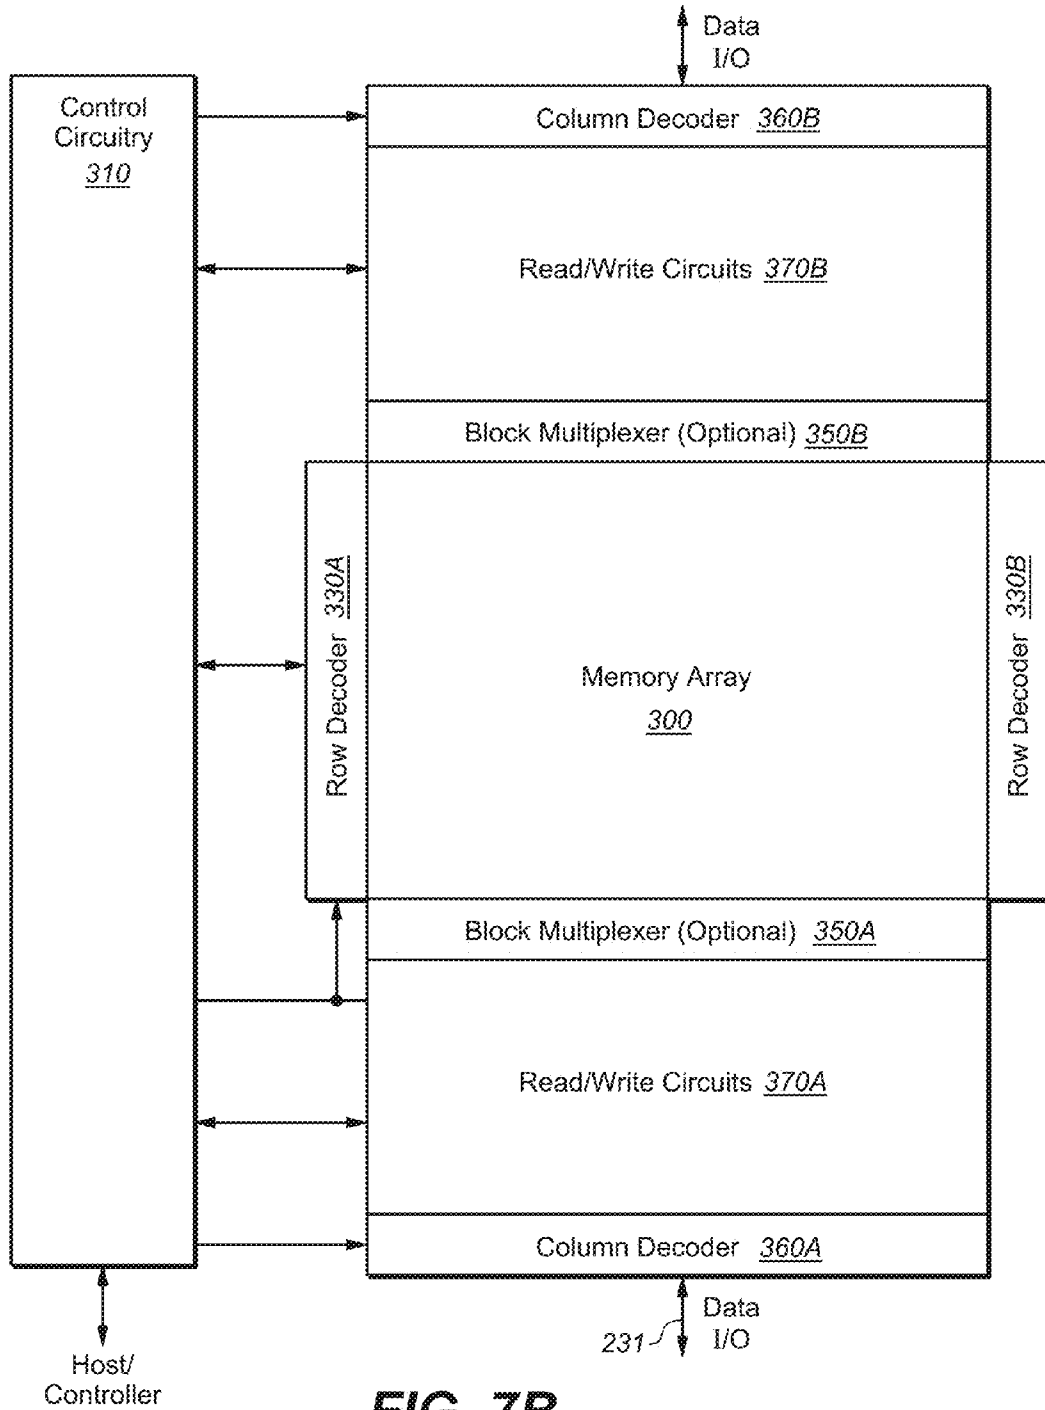 Data
I/O
Control
Circuitry
310
Column Decoder 360B
Read/Write Circuits 370B
Block Multiplexer (Optional) 350B
Row Decoder 330A
Memory Array
300
Row Decoder 330B
Block Multiplexer (Optional) 350A
Read/Write Circuits 370A
Column Decoder 360A
231
Data
I/O
Host/
Controller
FIG. 7B